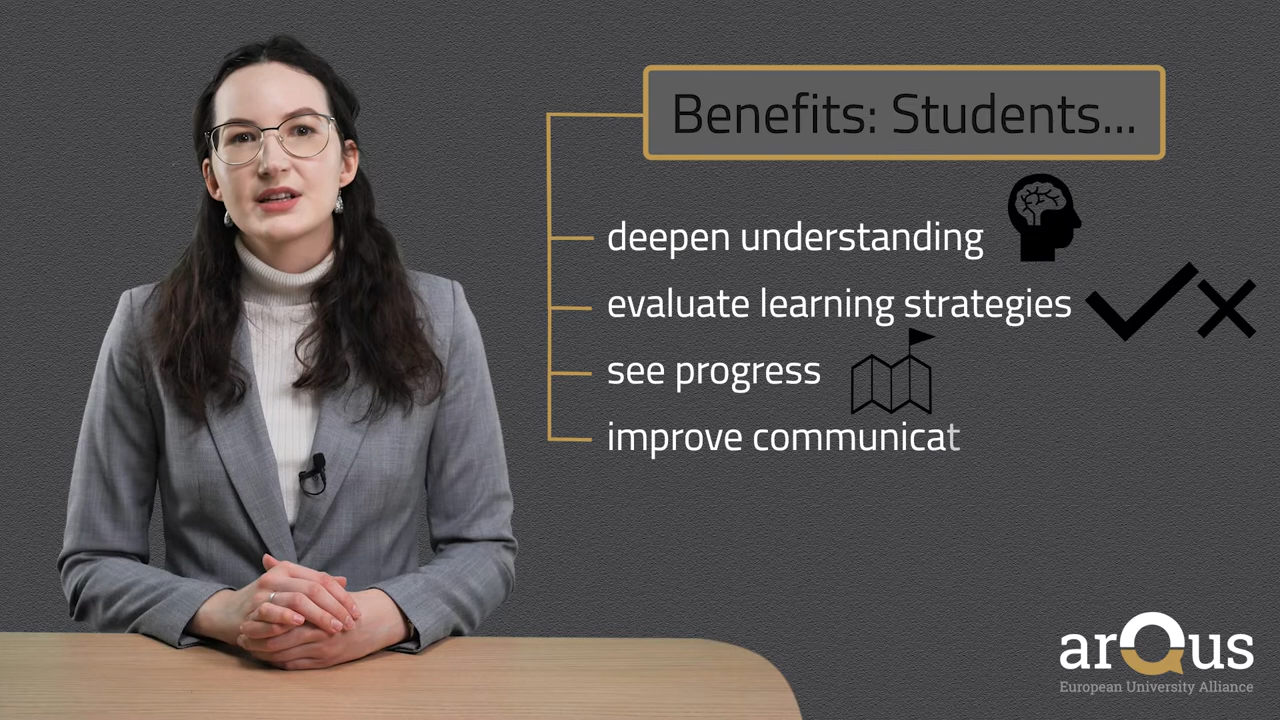 Benefits: Students...
deepen understanding
evaluate learning strategies
see progress
improve communicat
arQus
European University Alliance